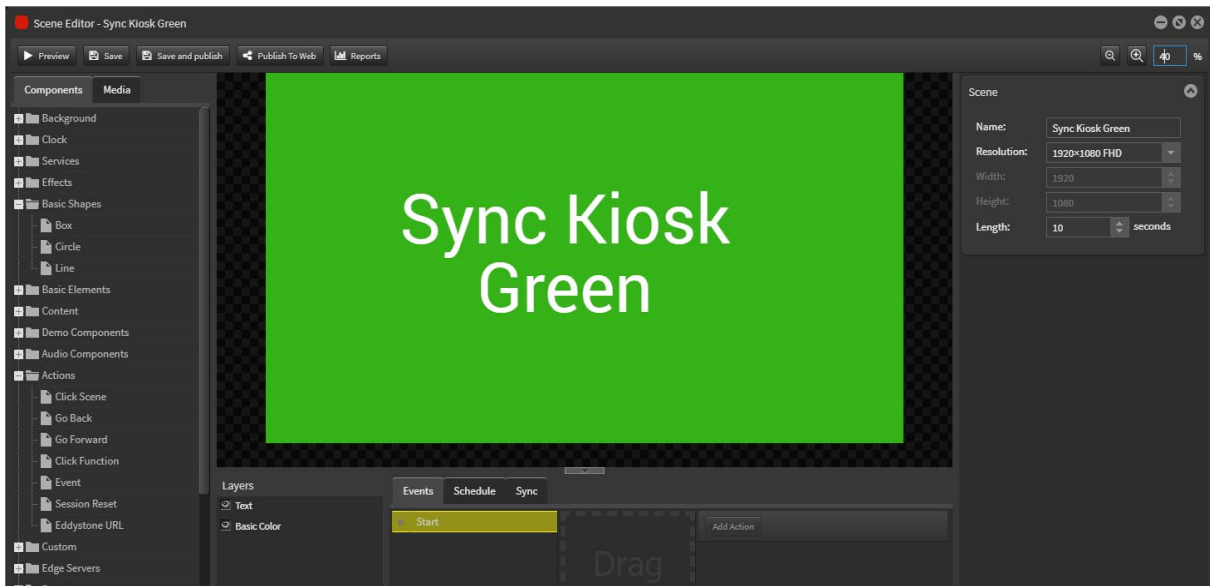 Scene Editor - Sync Kiosk Green
Preview Save Save and publish Publish To Web Reports 40 %
Components Media
Background
Clock
Services
Effects
Basic Shapes
Box
Circle
Line
Basic Elements
Content
Demo Components
Audio Components
Actions
Click Scene
Go Back
Go Forward
Click Function
Event
Session Reset
Eddystone URL
Custom
Edge Servers
Sync Kiosk
Green
Layers
Text
Basic Color
Events Schedule Sync
Start
Drag
Add Action
Scene
Name: Sync Kiosk Green
Resolution: 1920×1080 FHD
Width: 1920
Height: 1080
Length: 10 seconds